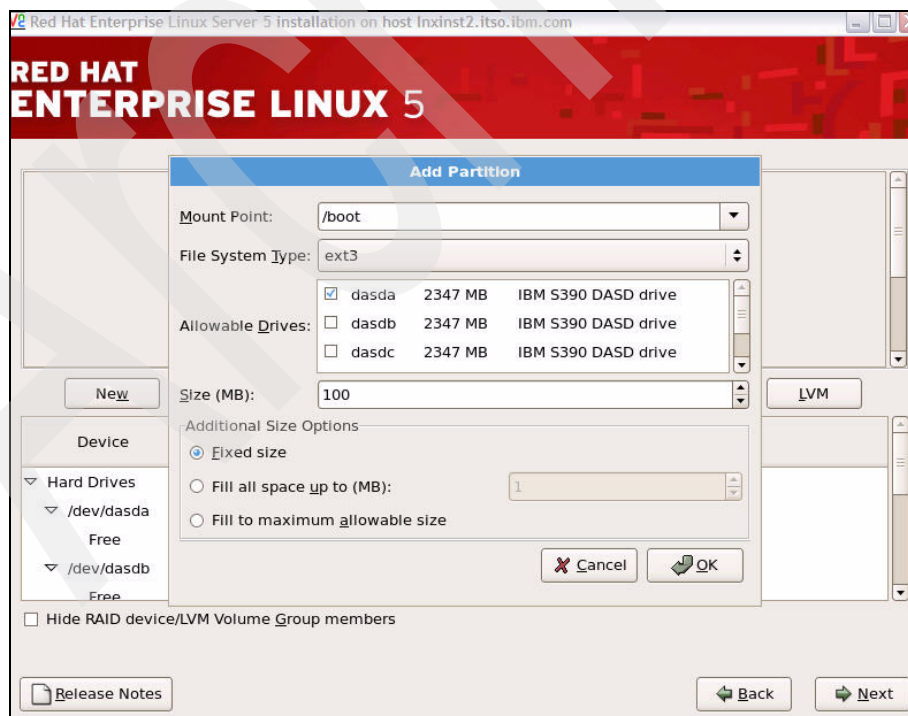 Red Hat Enterprise Linux Server 5 installation on host lnxinst2.itso.ibm.com
RED HAT
ENTERPRISE LINUX 5
Add Partition
Mount Point: /boot
File System Type: ext3
Allowable Drives:
dasda 2347 MB IBM S390 DASD drive
dasdb 2347 MB IBM S390 DASD drive
dasdc 2347 MB IBM S390 DASD drive
Size (MB): 100
New
LVM
Additional Size Options
Fixed size
Fill all space up to (MB): 1
Fill to maximum allowable size
Device
Hard Drives
/dev/dasda
Free
/dev/dasdb
Free
Cancel OK
Hide RAID device/LVM Volume Group members
Release Notes Back Next